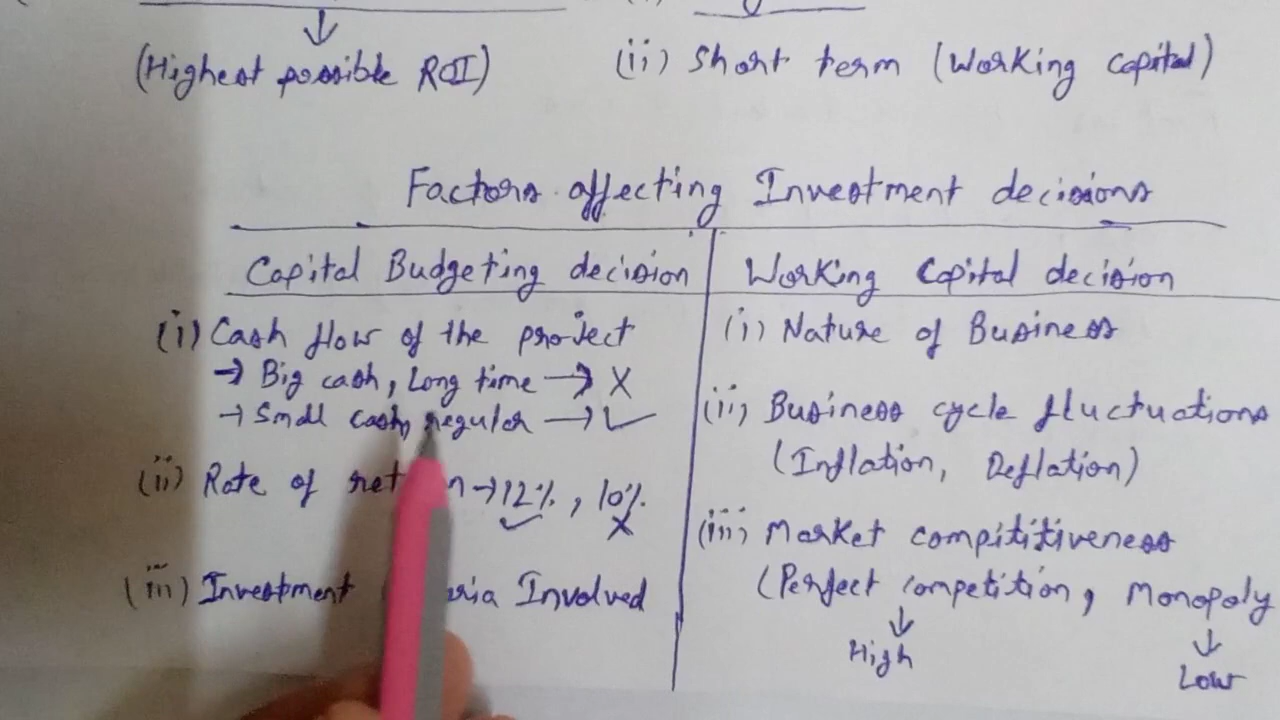 (Highest possible ROI)
(ii) Short term (Working capital)
Factors affecting Investment decisions
Capital Budgeting decision
(i) Cash flow of the project
→ Big cash, Long time → X
→ Small cash, regular → ✓
(ii) Rate of → 12% ✓, 10% X
(iii) Investment Involved
Working Capital decision
(i) Nature of Business
(ii) Business cycle fluctuations
(Inflation, Deflation)
(iii) Market compititiveness
(Perfect competition, Monopoly
↓ ↓
High Low